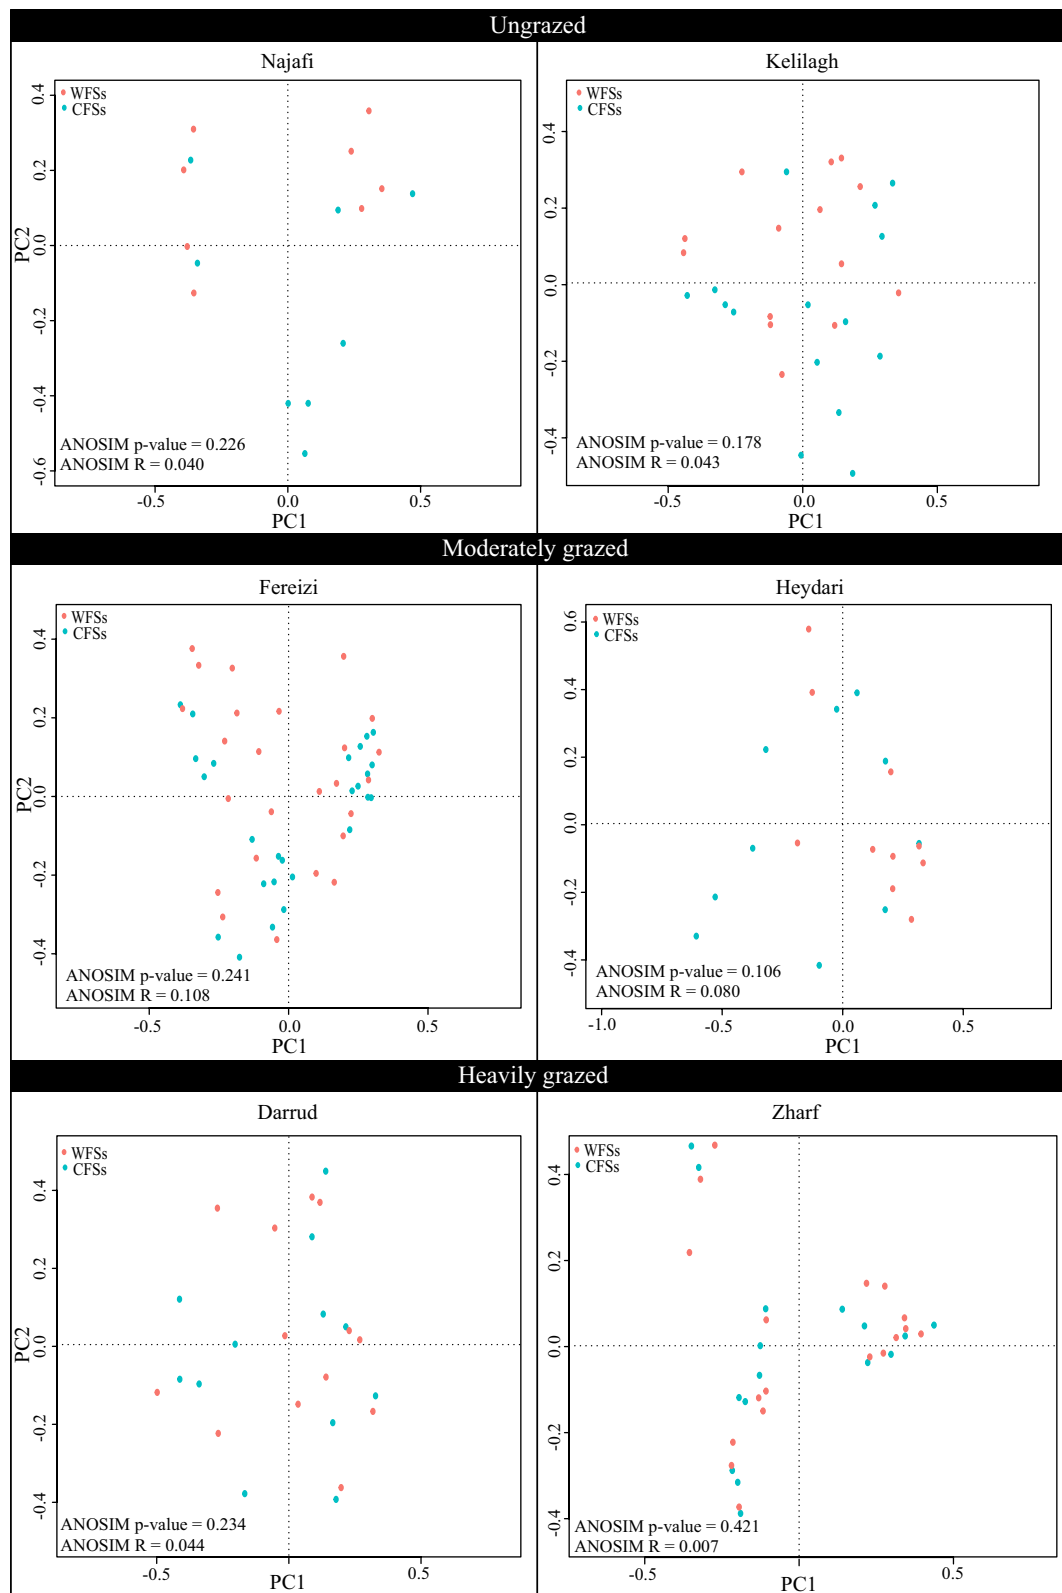 Ungrazed
Najafi
WFSs
CFSs
0.4
0.2
0.0
-0.2
-0.4
-0.6
PC2
ANOSIM p-value = 0.226
ANOSIM R = 0.040
-0.5 0.0 0.5
PC1
Kelilagh
WFSs
CFSs
0.4
0.2
0.0
-0.2
-0.4
ANOSIM p-value = 0.178
ANOSIM R = 0.043
-0.5 0.0 0.5
PC1
Moderately grazed
Fereizi
WFSs
CFSs
0.4
0.2
0.0
-0.2
-0.4
PC2
ANOSIM p-value = 0.241
ANOSIM R = 0.108
-0.5 0.0 0.5
PC1
Heydari
WFSs
CFSs
0.6
0.4
0.2
0.0
-0.2
-0.4
ANOSIM p-value = 0.106
ANOSIM R = 0.080
-1.0 -0.5 0.0 0.5
PC1
Heavily grazed
Darrud
WFSs
CFSs
0.4
0.2
0.0
-0.2
-0.4
PC2
ANOSIM p-value = 0.234
ANOSIM R = 0.044
-0.5 0.0 0.5
PC1
Zharf
WFSs
CFSs
0.4
0.2
0.0
-0.2
-0.4
ANOSIM p-value = 0.421
ANOSIM R = 0.007
-0.5 0.0 0.5
PC1